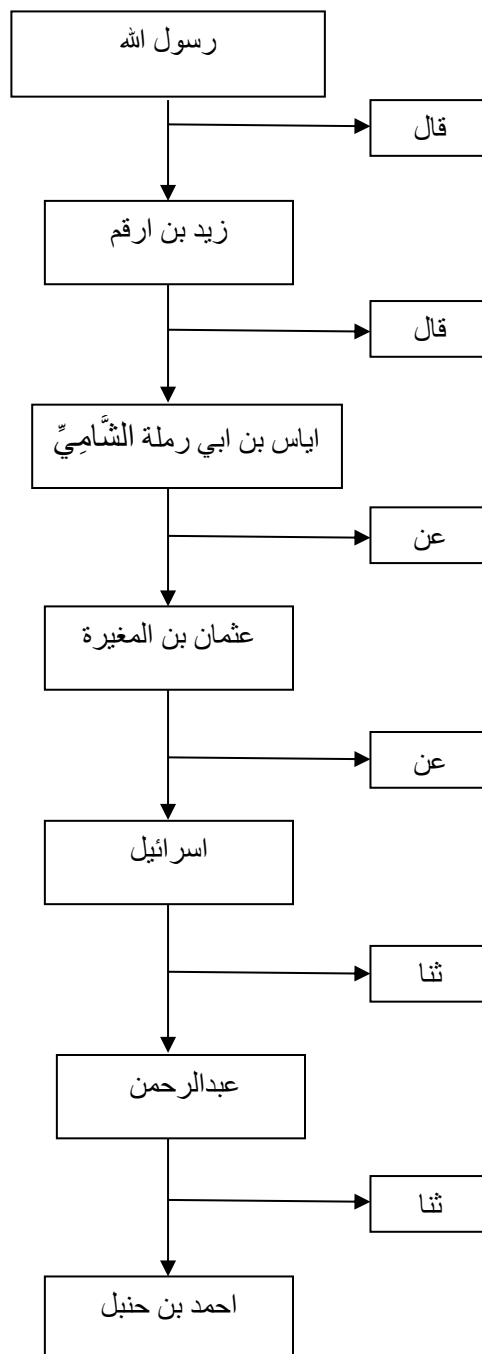 رسول الله
قال
زيد بن ارقم
قال
اياس بن ابي رملة الشَّامِيِّ
عن
عثمان بن المغيرة
عن
اسرائيل
ثنا
عبدالرحمن
ثنا
احمد بن حنبل